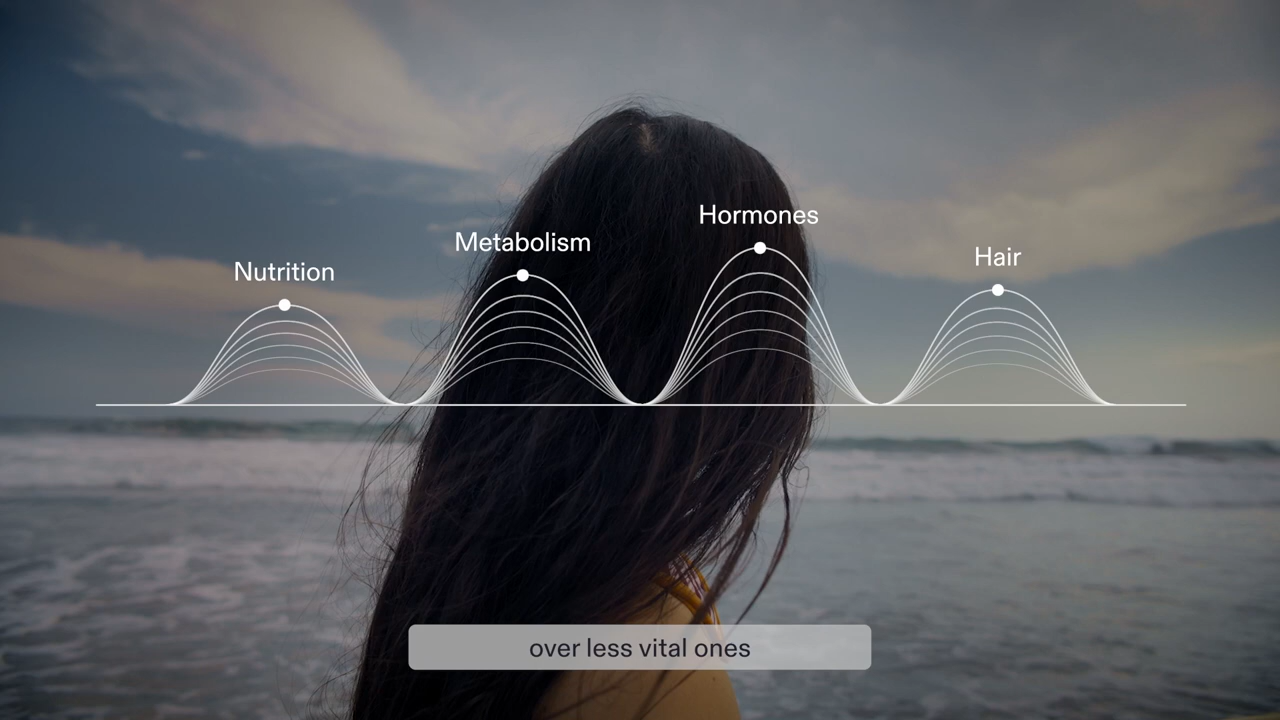 Nutrition
Metabolism
Hormones
Hair
over less vital ones